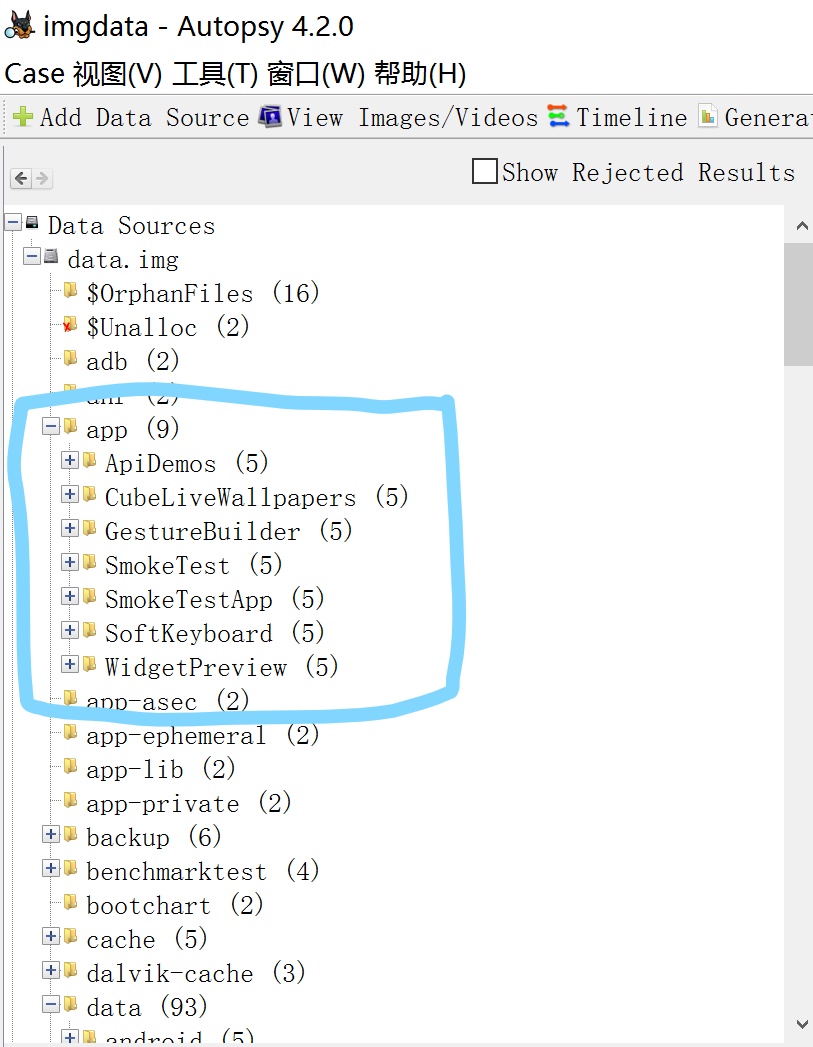 imgdata - Autopsy 4.2.0
Case 视图(V) 工具(T) 窗口(W) 帮助(H)
Add Data Source View Images/Videos Timeline Genera
Show Rejected Results
Data Sources
data.img
$OrphanFiles (16)
$Unalloc (2)
adb (2)
(2)
app (9)
ApiDemos (5)
CubeLiveWallpapers (5)
GestureBuilder (5)
SmokeTest (5)
SmokeTestApp (5)
SoftKeyboard (5)
WidgetPreview (5)
app-asec (2)
app-ephemeral (2)
app-lib (2)
app-private (2)
backup (6)
benchmarktest (4)
bootchart (2)
cache (5)
dalvik-cache (3)
data (93)
android (5)